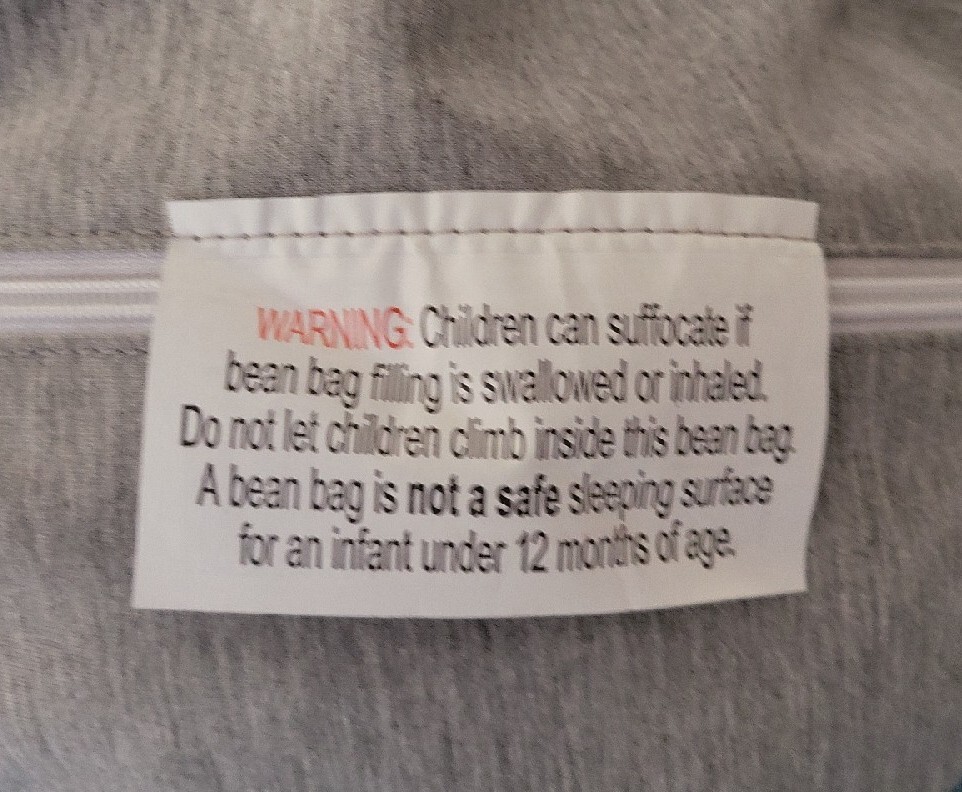 WARNING: Children can suffocate if
bean bag filling is swallowed or inhaled.
Do not let children climb inside this bean bag.
A bean bag is not a safe sleeping surface
for an infant under 12 months of age.